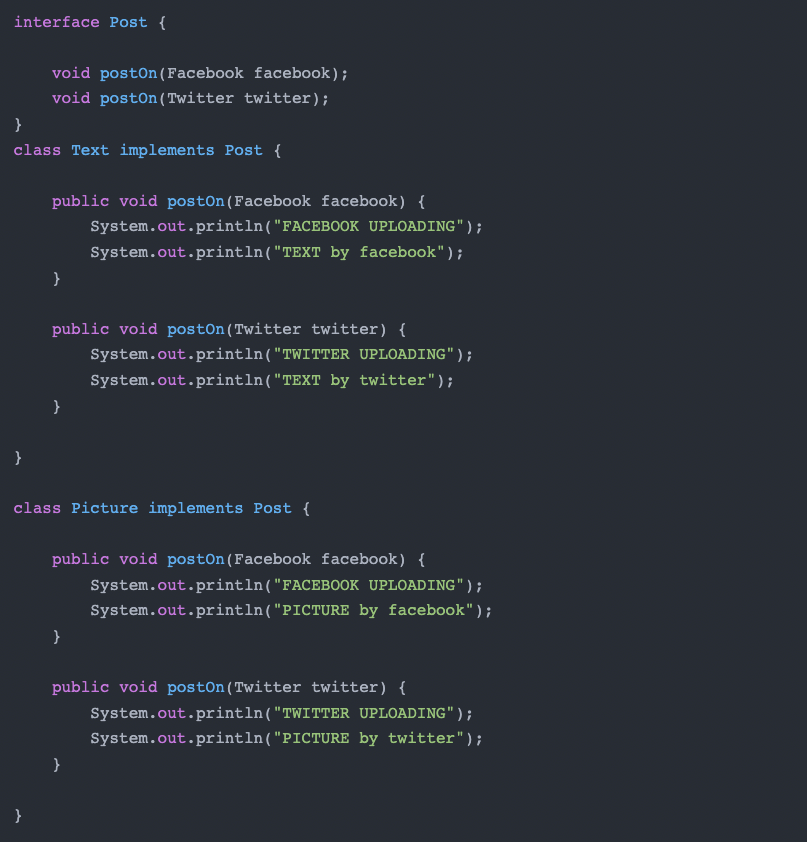 interface Post {
    void postOn(Facebook facebook);
    void postOn(Twitter twitter);
}
class Text implements Post {
    public void postOn(Facebook facebook) {
        System.out.println("FACEBOOK UPLOADING");
        System.out.println("TEXT by facebook");
    }
    public void postOn(Twitter twitter) {
        System.out.println("TWITTER UPLOADING");
        System.out.println("TEXT by twitter");
    }
}
class Picture implements Post {
    public void postOn(Facebook facebook) {
        System.out.println("FACEBOOK UPLOADING");
        System.out.println("PICTURE by facebook");
    }
    public void postOn(Twitter twitter) {
        System.out.println("TWITTER UPLOADING");
        System.out.println("PICTURE by twitter");
    }
}